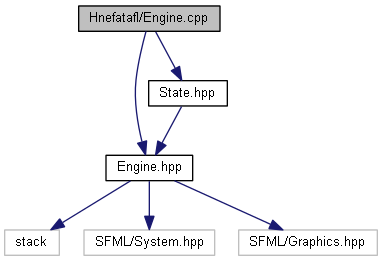 Hnefatafl/Engine.cpp
State.hpp
Engine.hpp
stack
SFML/System.hpp
SFML/Graphics.hpp